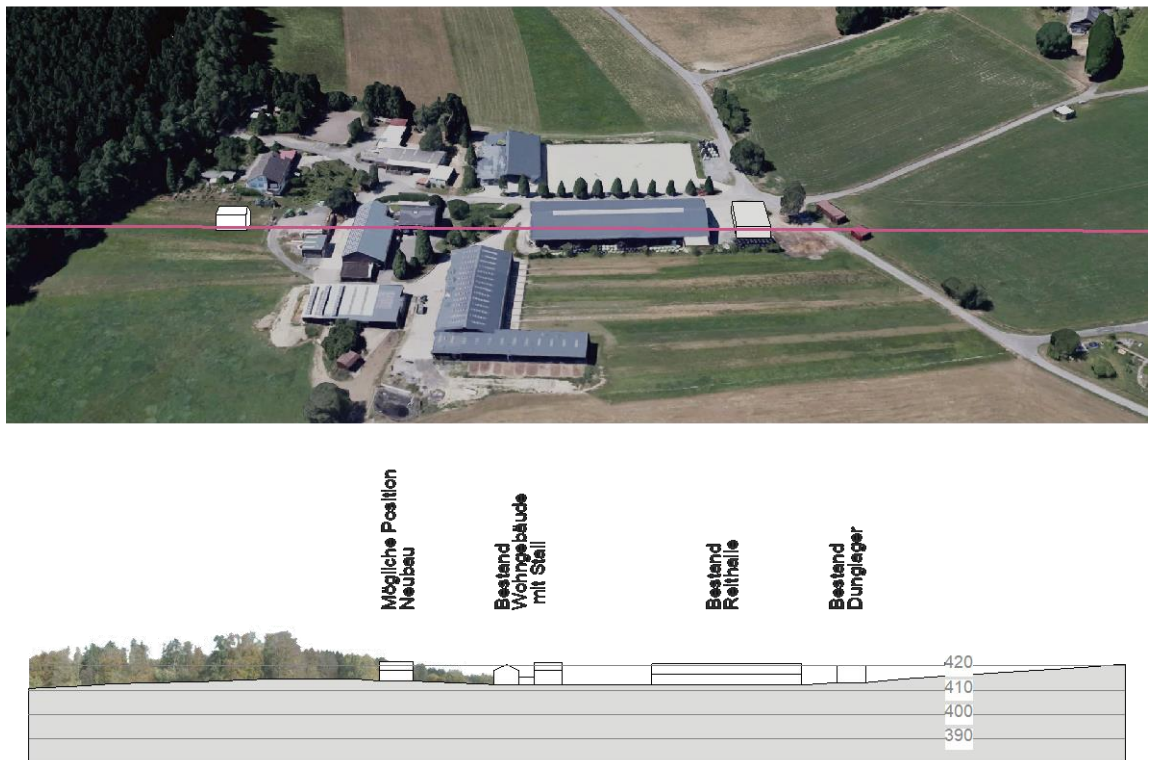 Mögliche Position
Neubau
Bestand
Wohngebäude
mit Stall
Bestand
Reithalle
Bestand
Dunglager
420
410
400
390